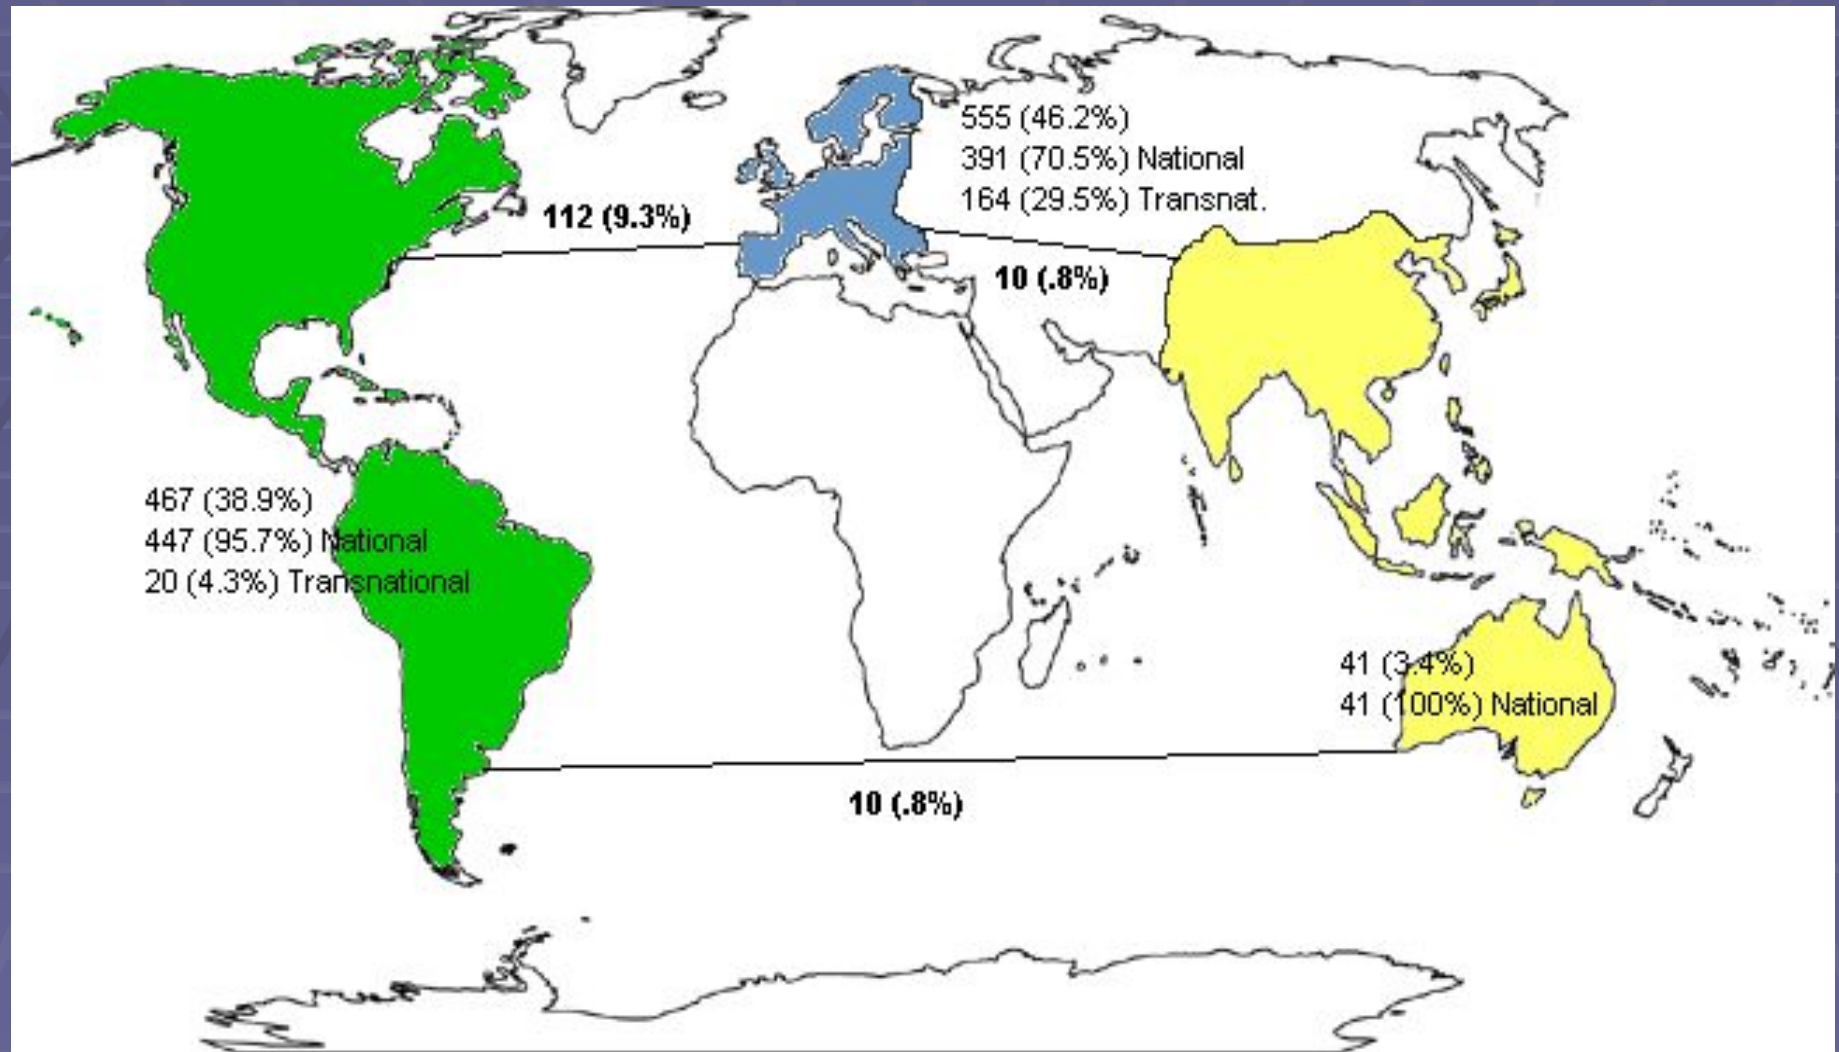 555 (46.2%)
391 (70.5%) National
164 (29.5%) Transnat.
112 (9.3%)
10 (.8%)
467 (38.9%)
447 (95.7%) National
20 (4.3%) Transnational
41 (3.4%)
41 (100%) National
10 (.8%)